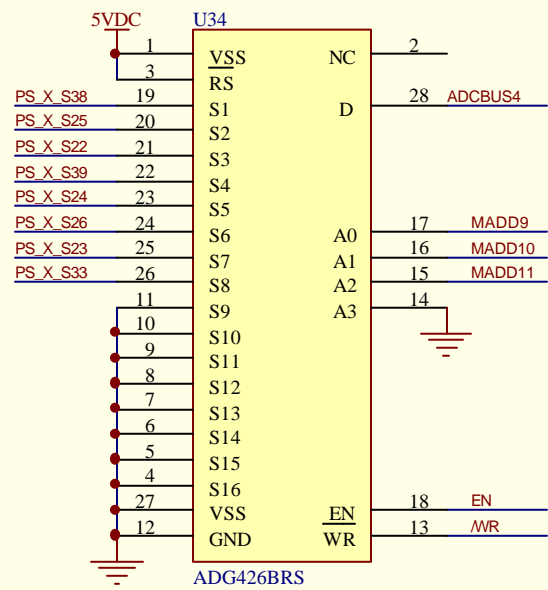 5VDC
U34
1 VSS NC 2
3 RS
PS_X_S38 19 S1 D 28 ADCBUS4
PS_X_S25 20 S2
PS_X_S22 21 S3
PS_X_S39 22 S4
PS_X_S24 23 S5
PS_X_S26 24 S6 A0 17 MADD9
PS_X_S23 25 S7 A1 16 MADD10
PS_X_S33 26 S8 A2 15 MADD11
11 S9 A3 14
10 S10
9 S11
8 S12
7 S13
6 S14
5 S15
4 S16
27 VSS EN 18 EN
12 GND WR 13 /WR
ADG426BRS